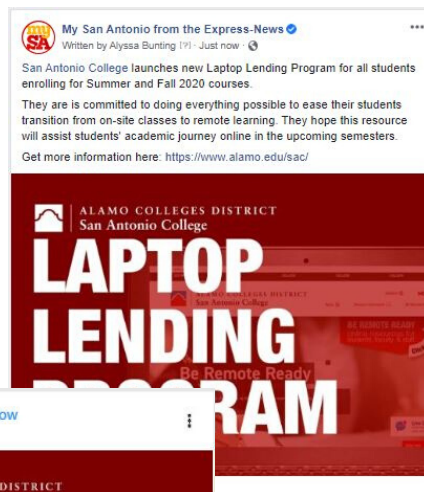 my
SA
My San Antonio from the Express-News
Written by Alyssa Bunting [?] · Just now ·
San Antonio College launches new Laptop Lending Program for all students
enrolling for Summer and Fall 2020 courses.
They are is committed to doing everything possible to ease their students
transition from on-site classes to remote learning. They hope this resource
will assist students' academic journey online in the upcoming semesters.
Get more information here: https://www.alamo.edu/sac/
ALAMO COLLEGES DISTRICT
San Antonio College
LAPTOP
LENDING
Be Remote Ready
DISTRICT